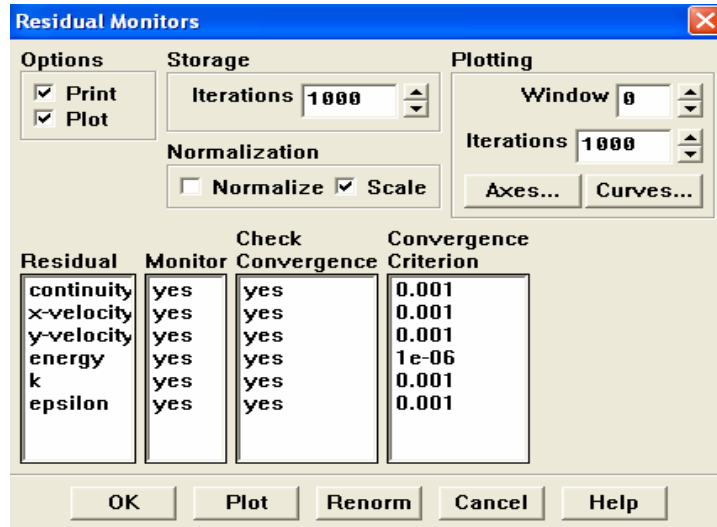 Residual Monitors
Options Storage Plotting
Print Iterations 1000 Window 0
Plot
Iterations 1000
Normalization
Normalize Scale Axes... Curves...
Check Convergence
Residual Monitor Convergence Criterion
continuity yes yes 0.001
x-velocity yes yes 0.001
y-velocity yes yes 0.001
energy yes yes 1e-06
k yes yes 0.001
epsilon yes yes 0.001
OK Plot Renorm Cancel Help